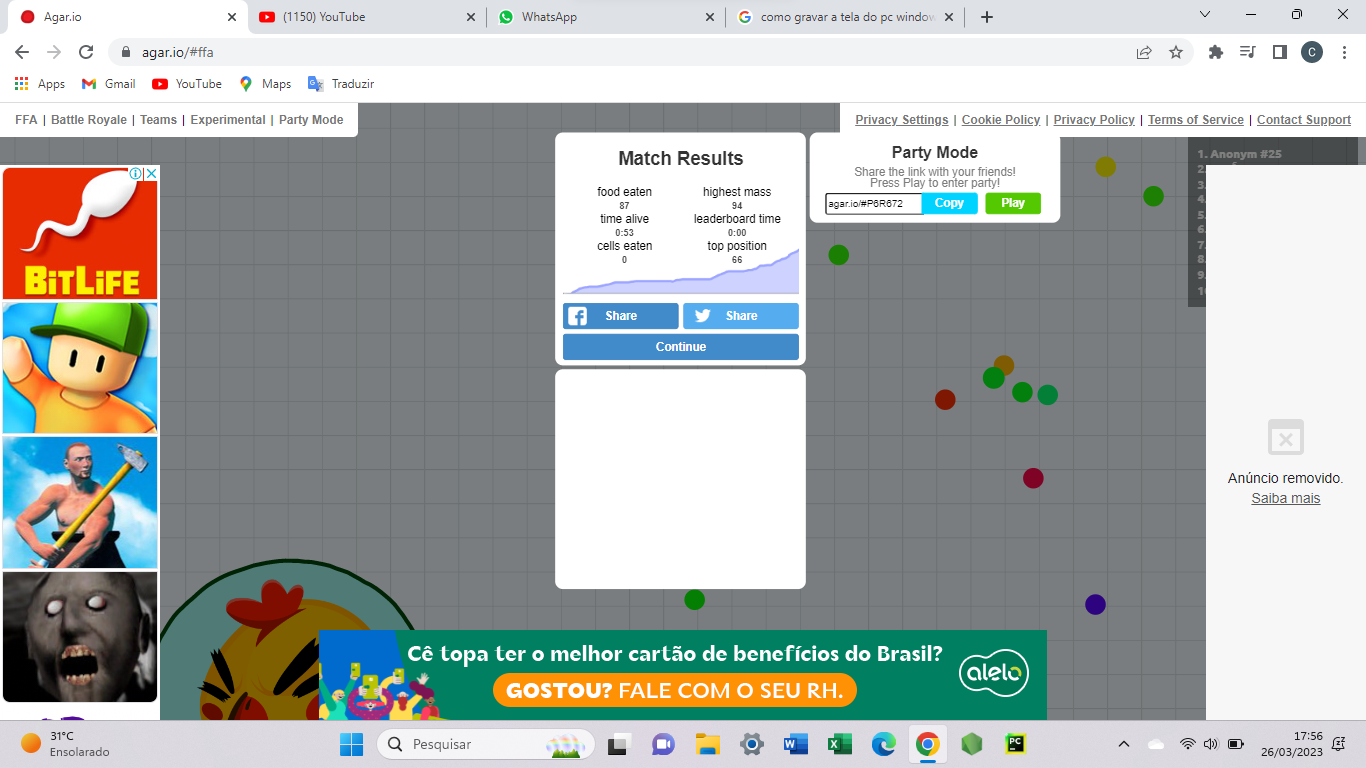 Agar.io
(1150) YouTube
WhatsApp
como gravar a tela do pc window
agar.io/#ffa
C
Apps
Gmail
YouTube
Maps
Traduzir
FFA | Battle Royale | Teams | Experimental | Party Mode
Privacy Settings | Cookie Policy | Privacy Policy | Terms of Service | Contact Support
Match Results
food eaten
87
highest mass
94
time alive
0:53
leaderboard time
0:00
cells eaten
0
top position
66
Share
Share
Continue
Party Mode
Share the link with your friends!
Press Play to enter party!
agar.io/#P6R672
Copy
Play
1. Anonym #25
2.
3.
4.
5.
6.
7.
8.
9.
BiTLiFE
Anúncio removido.
Saiba mais
Cê topa ter o melhor cartão de benefícios do Brasil?
GOSTOU? FALE COM O SEU RH.
alelo
31°C
Ensolarado
Pesquisar
W
X
PC
17:56
26/03/2023